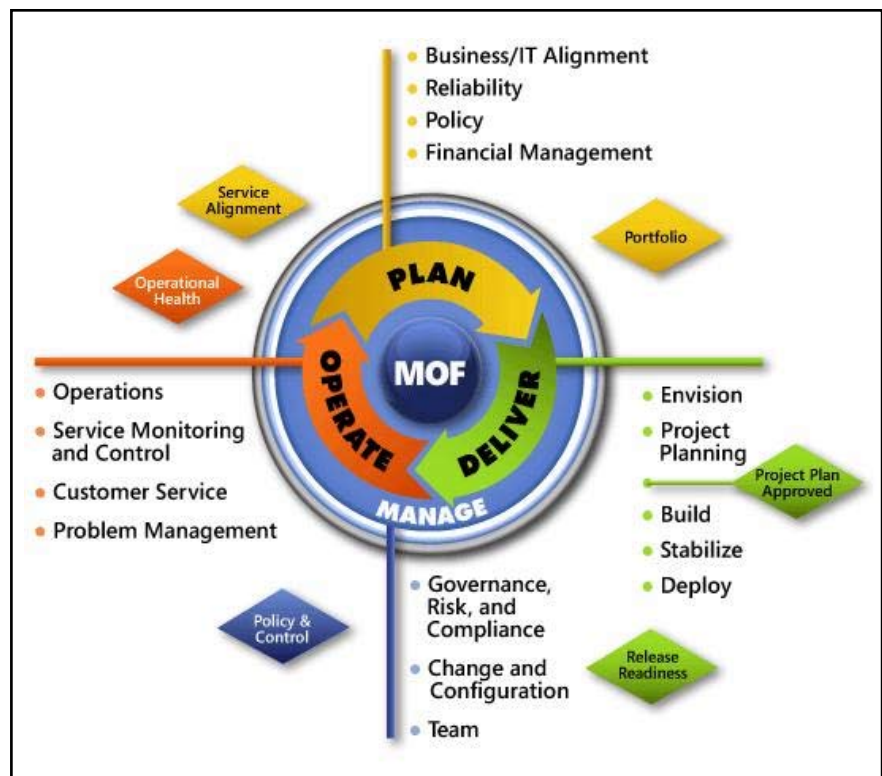 Business/IT Alignment
Reliability
Policy
Financial Management
Service
Alignment
Portfolio
Operational
Health
PLAN
MOF
OPERATE
DELIVER
MANAGE
Operations
Service Monitoring
and Control
Customer Service
Problem Management
Envision
Project
Planning
Project Plan
Approved
Build
Stabilize
Deploy
Policy &
Control
Governance,
Risk, and
Compliance
Change and
Configuration
Team
Release
Readiness